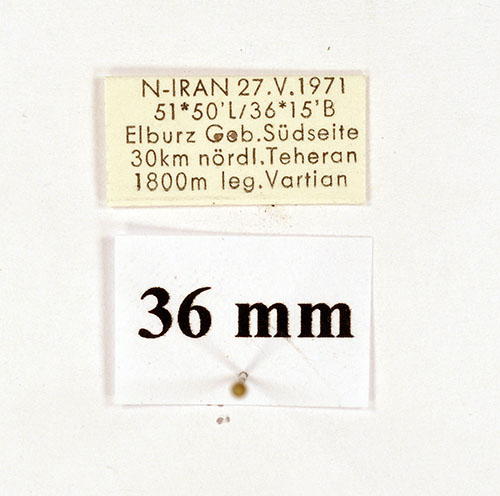 N-IRAN 27.V.1971
51*50'L/36*15'B
Elburz Geb.Südseite
30km nördl.Teheran
1800m leg.Vartian
36 mm